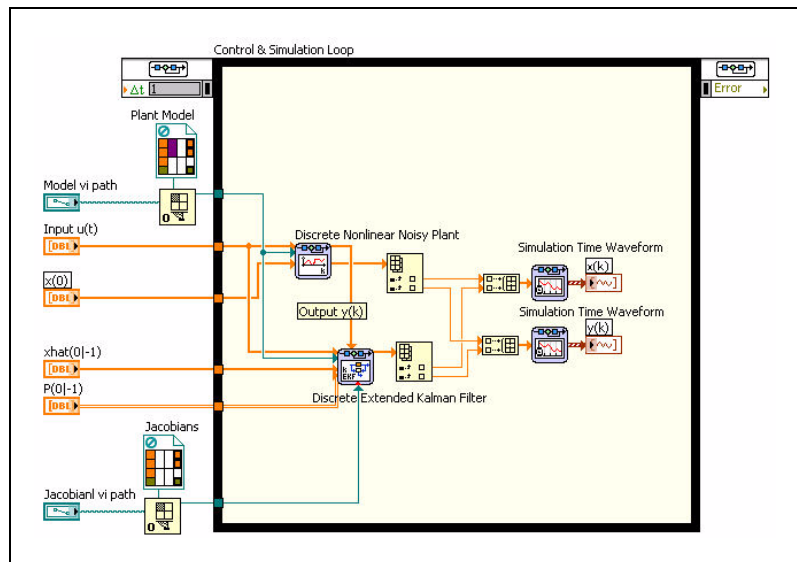 Control & Simulation Loop
Δt 1
Error
Plant Model
Model vi path
Input u(t)
[DBL]
Discrete Nonlinear Noisy Plant
k
Simulation Time Waveform
x(k)
x(0)
[DBL]
Output y(k)
Simulation Time Waveform
y(k)
xhat(0|-1)
[DBL]
k
EKF
P(0|-1)
[DBL]
Discrete Extended Kalman Filter
Jacobians
Jacobianl vi path